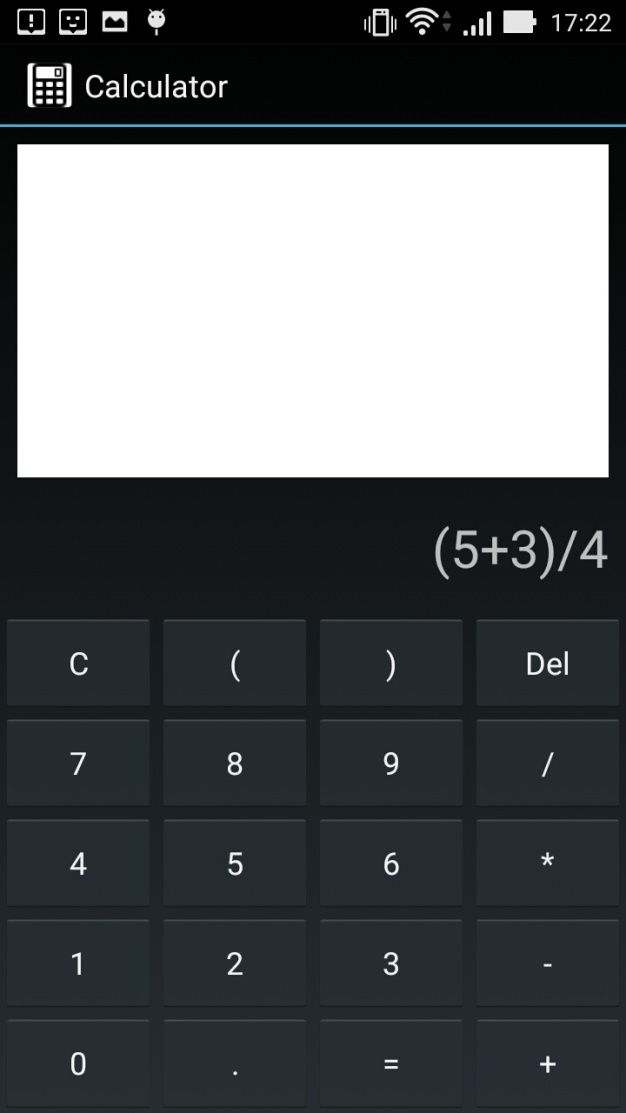 17:22
Calculator
(5+3)/4
C ( ) Del
7 8 9 /
4 5 6 *
1 2 3 -
0 . = +